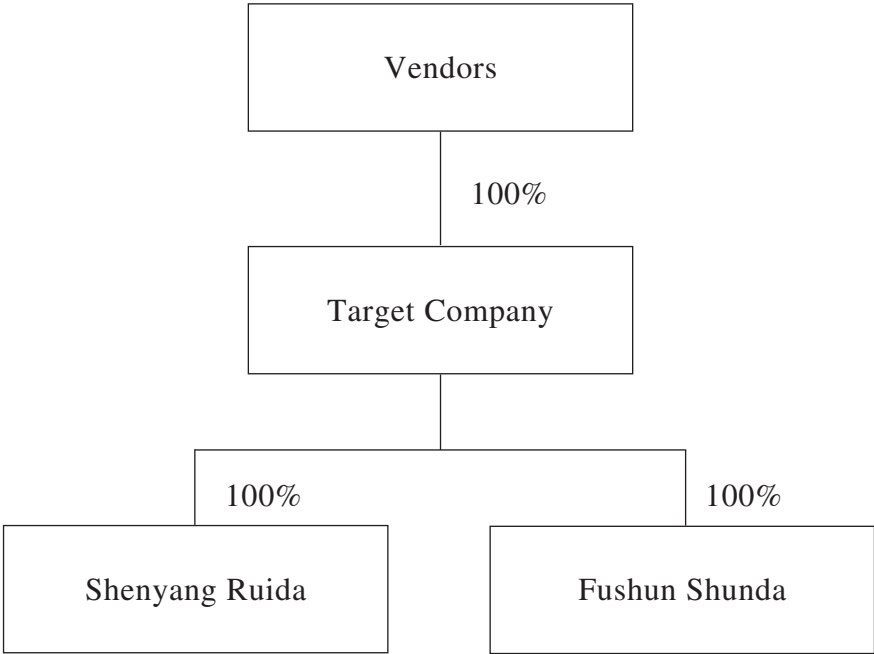 Vendors
100%
Target Company
100%
100%
Shenyang Ruida
Fushun Shunda